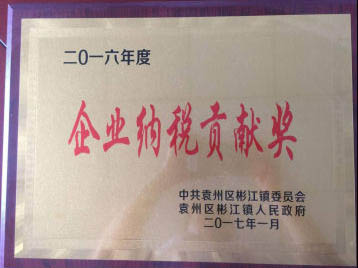 二〇一六年度
企业纳税贡献奖
中共袁州区彬江镇委员会
袁州区彬江镇人民政府
二〇一七年一月